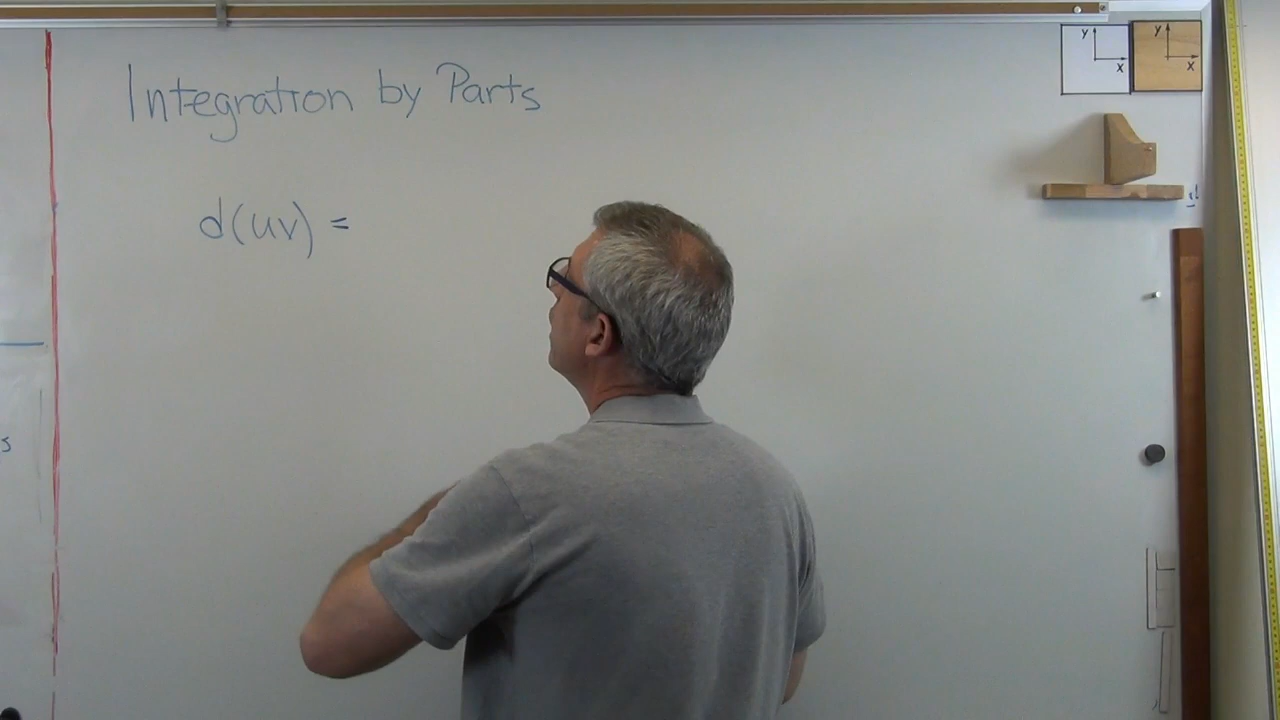 Integration by Parts
y
x
y
x
d(uv) =
s